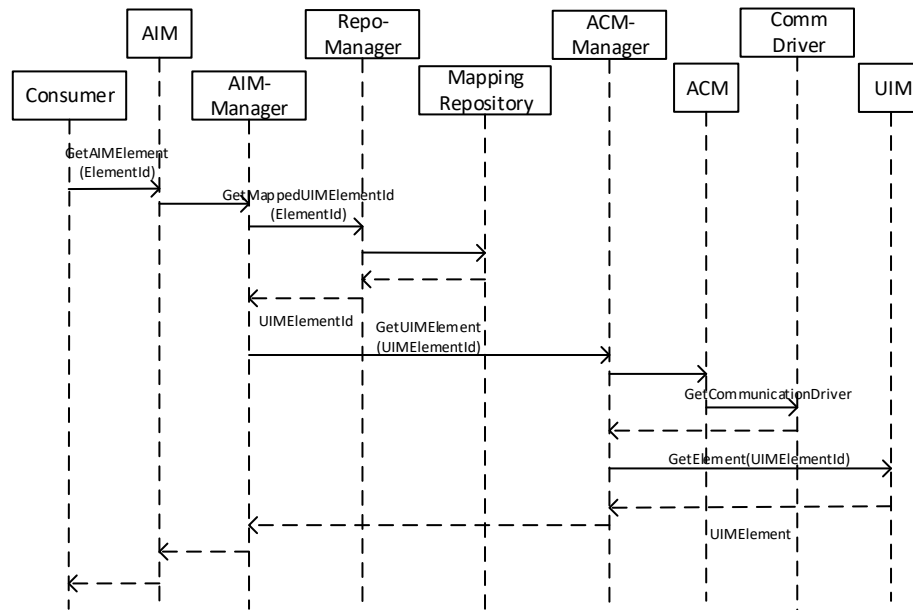 AIM
Repo-
Manager
ACM-
Manager
Comm
Driver
Consumer
AIM-
Manager
Mapping
Repository
ACM
UIM
GetAIMElement
(ElementId)
GetMappedUIMElementId
(ElementId)
UIMElementId
GetUIMElement
(UIMElementId)
GetCommunicationDriver
GetElement(UIMElementId)
UIMElement